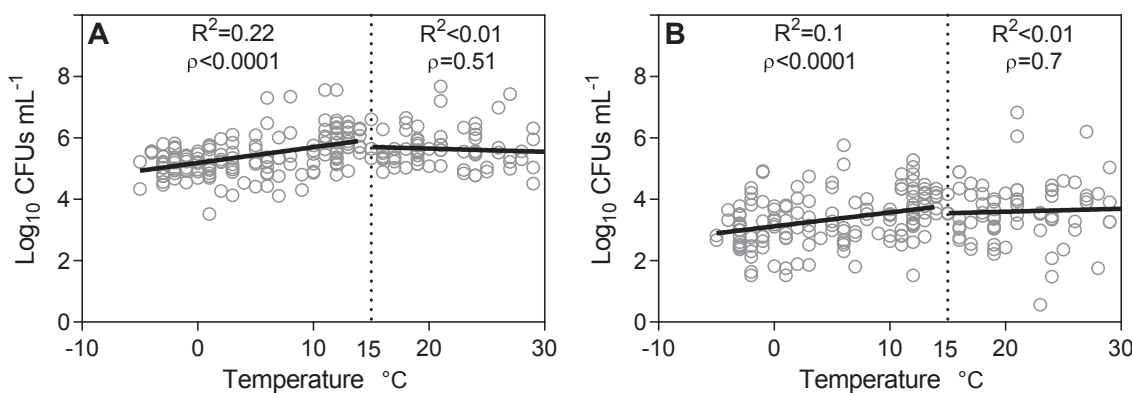 A
R²=0.22
ρ<0.0001
R²<0.01
ρ=0.51
Log₁₀ CFUs mL⁻¹
8
6
4
2
0
-10 0 10 15 20 30
Temperature °C
B
R²=0.1
ρ<0.0001
R²<0.01
ρ=0.7
Log₁₀ CFUs mL⁻¹
8
6
4
2
0
-10 0 10 15 20 30
Temperature °C